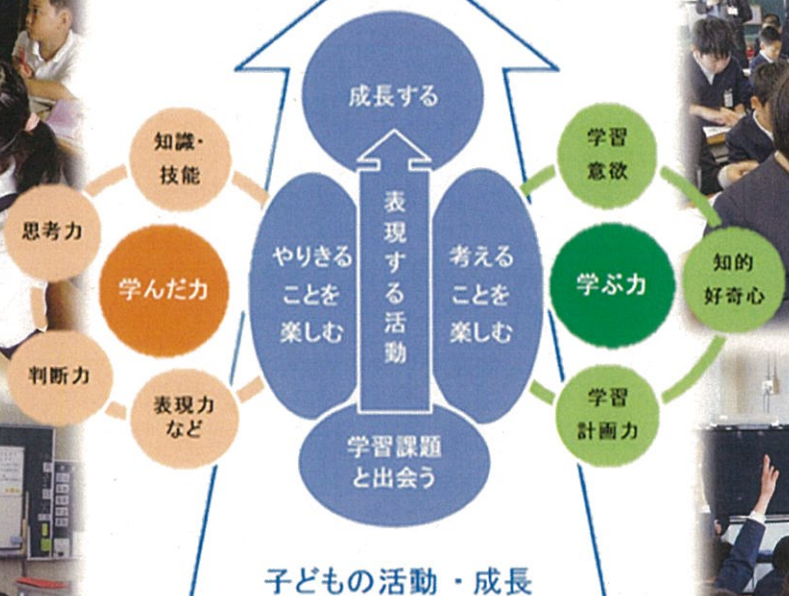 成長する
知識・
技能
思考力
学んだ力
判断力
表現力
など
やりきる
ことを
楽しむ
表現する活動
考える
ことを
楽しむ
学習
意欲
知的
好奇心
学ぶ力
学習
計画力
学習課題
と出会う
子どもの活動・成長